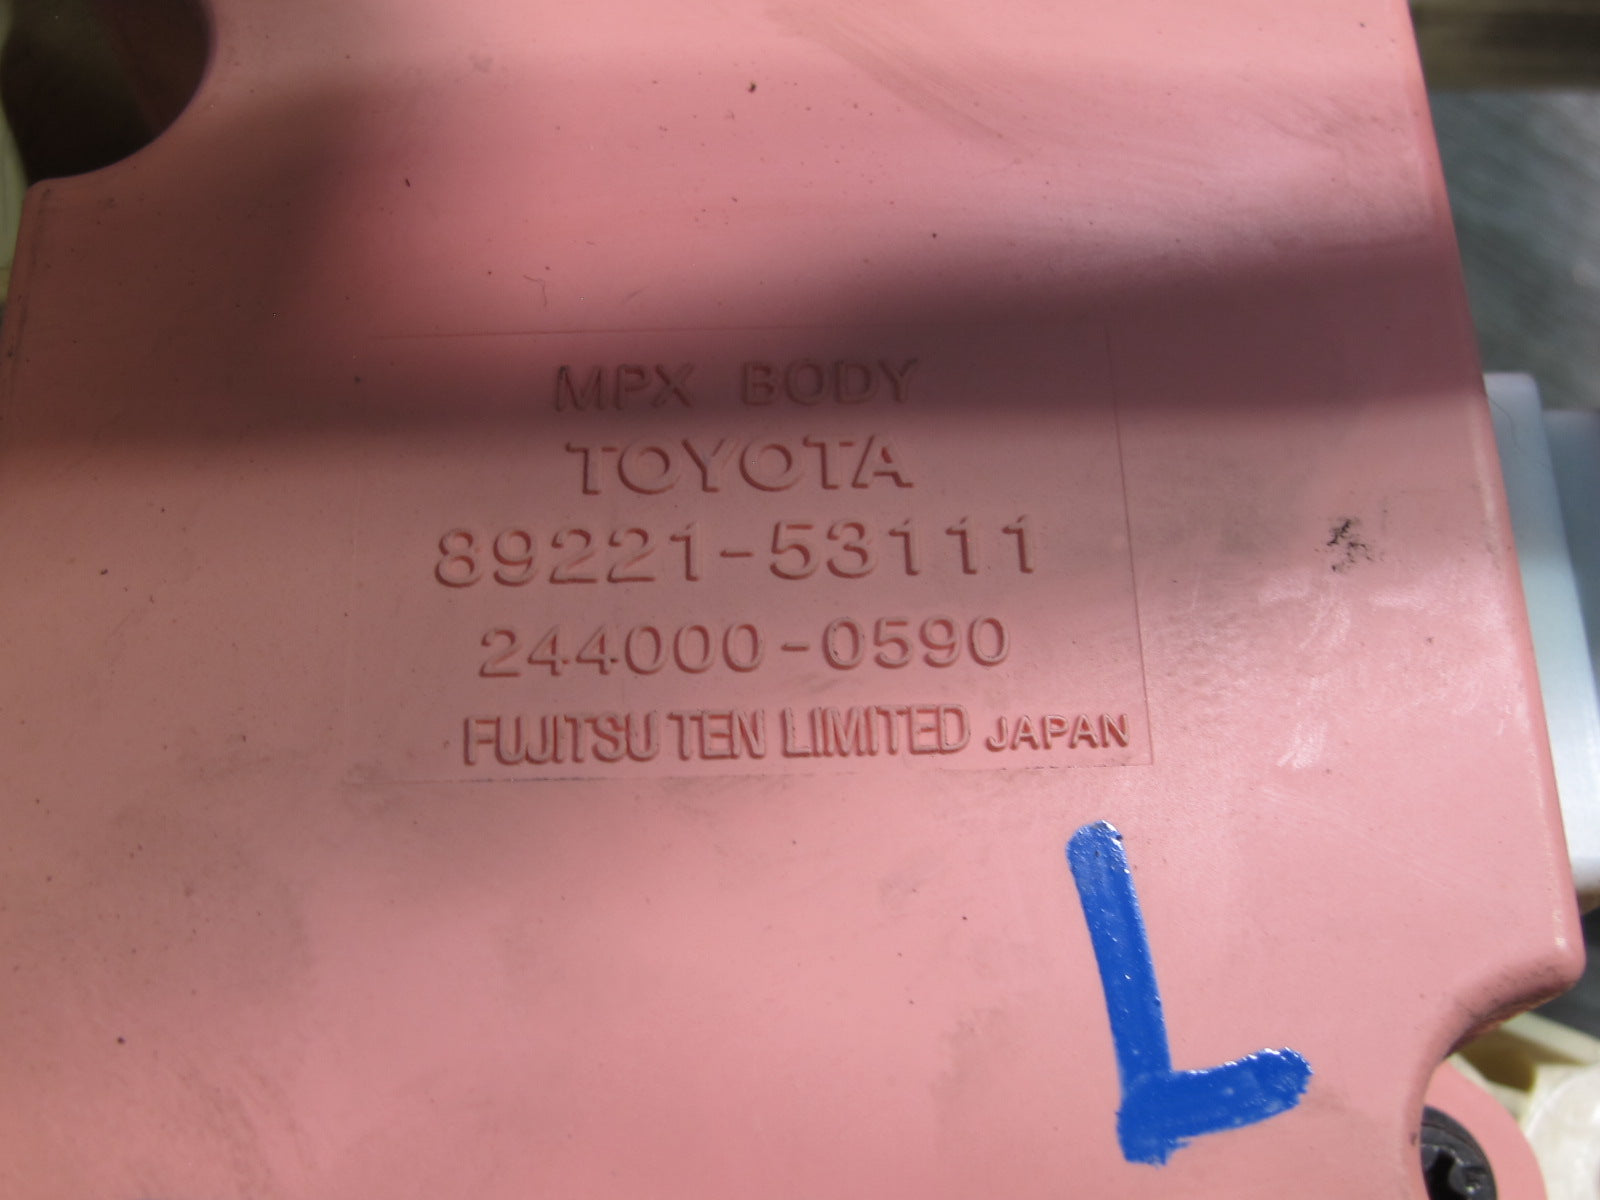 MPX BODY
TOYOTA
89221-53111
244000-0590
FUJITSU TEN LIMITED JAPAN
L